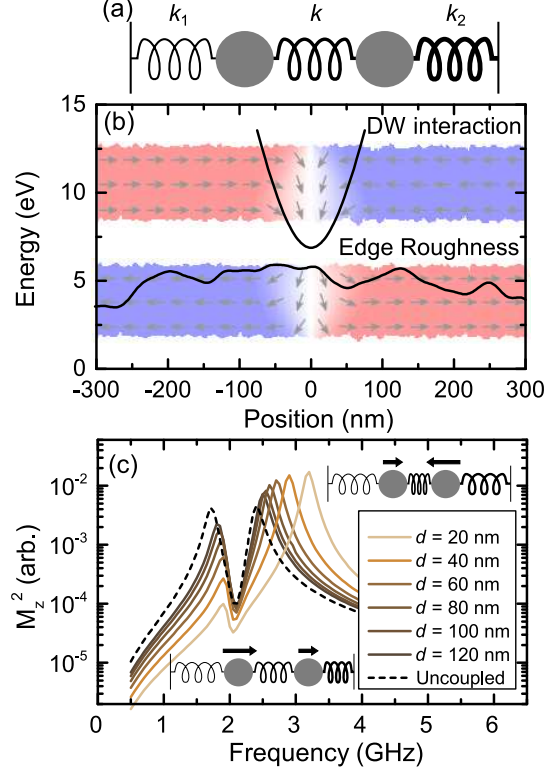 (a) k₁ k k₂
15
(b)
DW interaction
10
Edge Roughness
5
0
Energy (eV)
-300 -200 -100 0 100 200 300
Position (nm)
(c)
10⁻²
10⁻³
10⁻⁴
10⁻⁵
M_z² (arb.)
d = 20 nm
d = 40 nm
d = 60 nm
d = 80 nm
d = 100 nm
d = 120 nm
Uncoupled
0 1 2 3 4 5 6
Frequency (GHz)